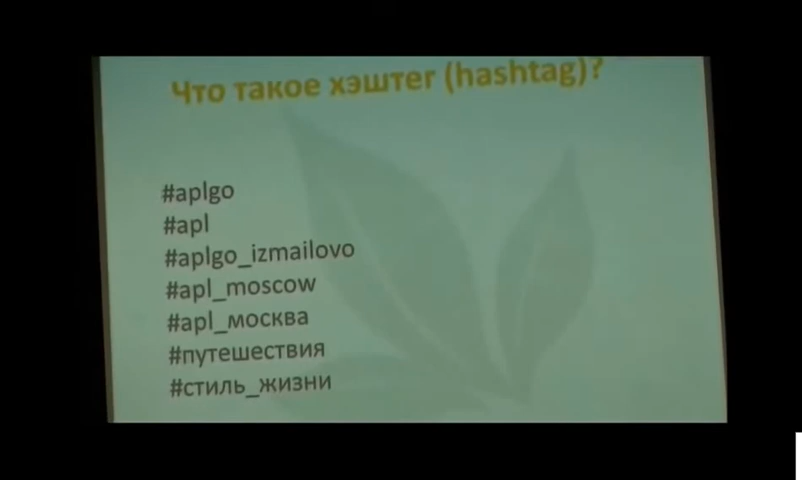 Что такое хэштег (hashtag)?
#aplgo
#apl
#aplgo_izmailovo
#apl_moscow
#apl_москва
#путешествия
#стиль_жизни